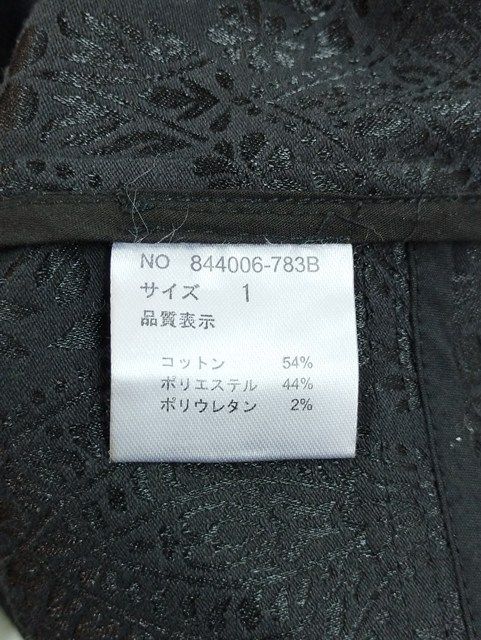 NO 844006-783B
サイズ 1
品質表示
コットン 54%
ポリエステル 44%
ポリウレタン 2%